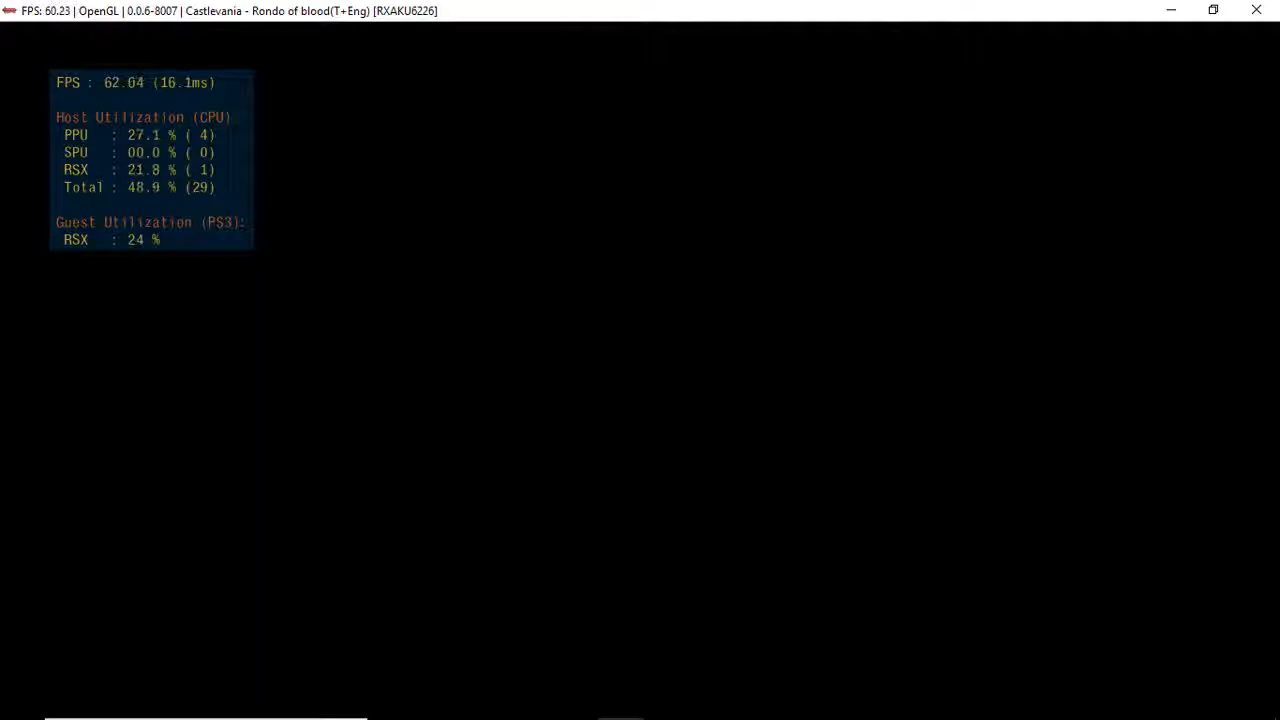 FPS: 60.23 | OpenGL | 0.0.6-8007 | Castlevania - Rondo of blood(T+Eng) [RXAKU6226]
FPS : 62.04 (16.1ms)
Host Utilization (CPU)
PPU : 27.1 % ( 4)
SPU : 00.0 % ( 0)
RSX : 21.8 % ( 1)
Total : 48.9 % (29)
Guest Utilization (PS3):
RSX : 24 %